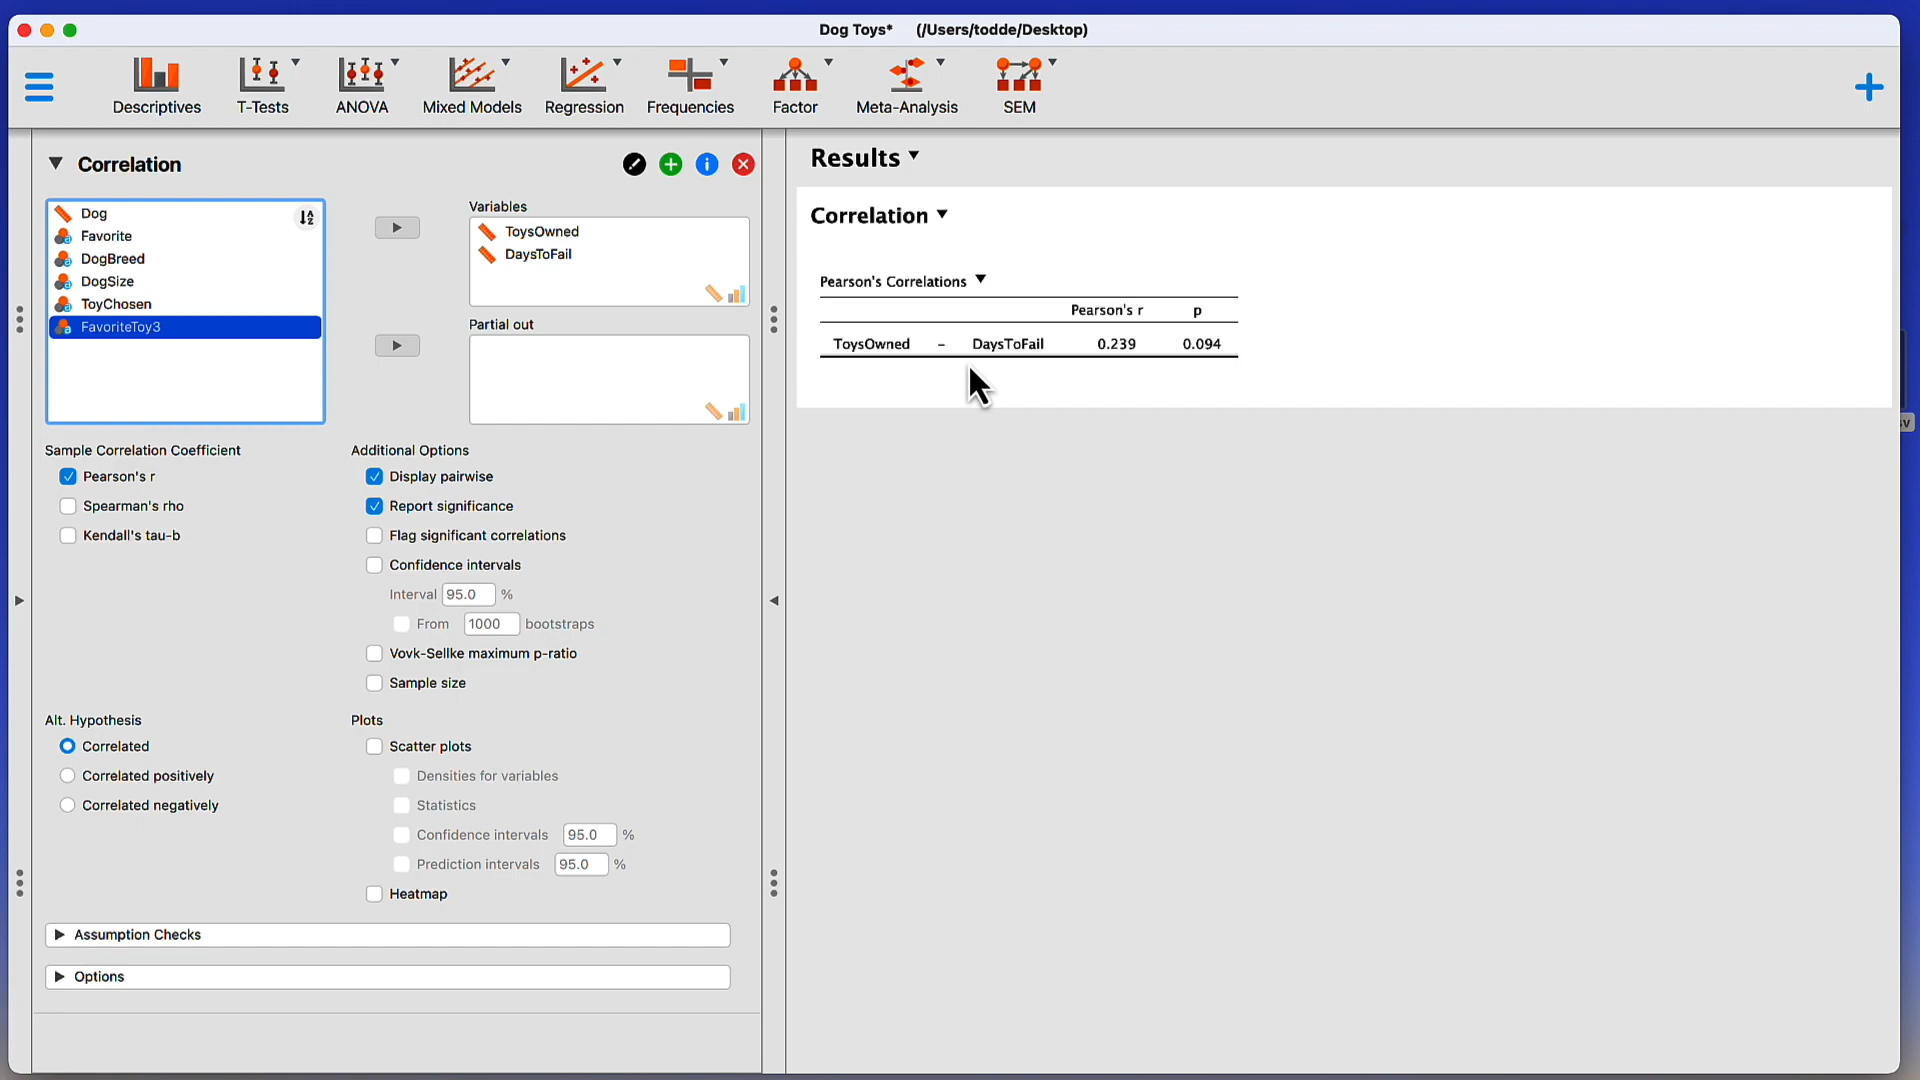 Dog Toys* (/Users/todde/Desktop)
Descriptives T-Tests ANOVA Mixed Models Regression Frequencies Factor Meta-Analysis SEM
Correlation
Dog
Favorite
DogBreed
DogSize
ToyChosen
FavoriteToy3
Variables
ToysOwned
DaysToFail
Partial out
Sample Correlation Coefficient
Pearson's r
Spearman's rho
Kendall's tau-b
Additional Options
Display pairwise
Report significance
Flag significant correlations
Confidence intervals
Interval 95.0 %
From 1000 bootstraps
Vovk-Sellke maximum p-ratio
Sample size
Alt. Hypothesis
Correlated
Correlated positively
Correlated negatively
Plots
Scatter plots
Densities for variables
Statistics
Confidence intervals 95.0 %
Prediction intervals 95.0 %
Heatmap
Assumption Checks
Options
Results
Correlation
Pearson's Correlations
Pearson's r p
ToysOwned – DaysToFail 0.239 0.094